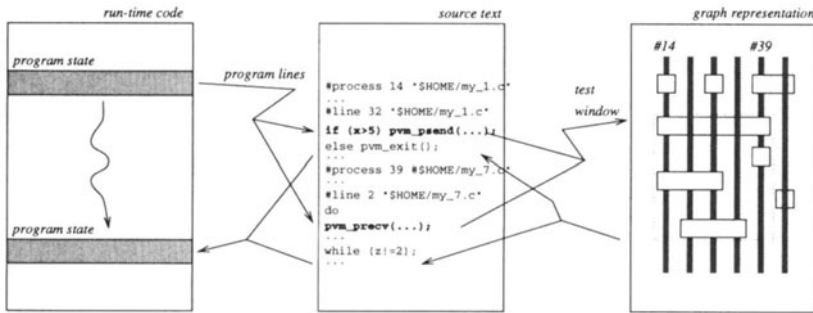 run-time code
source text
graph representation
program state
program lines
#process 14 "$HOME/my_1.c"
...
#line 32 "$HOME/my_1.c"
if (x>5) pvm_psend(...);
else pvm_exit();
...
#process 39 #$HOME/my_7.c"
...
#line 2 "$HOME/my_7.c"
do
pvm_precv(...);
...
while (z!=2);
...
test
window
#14
#39
program state